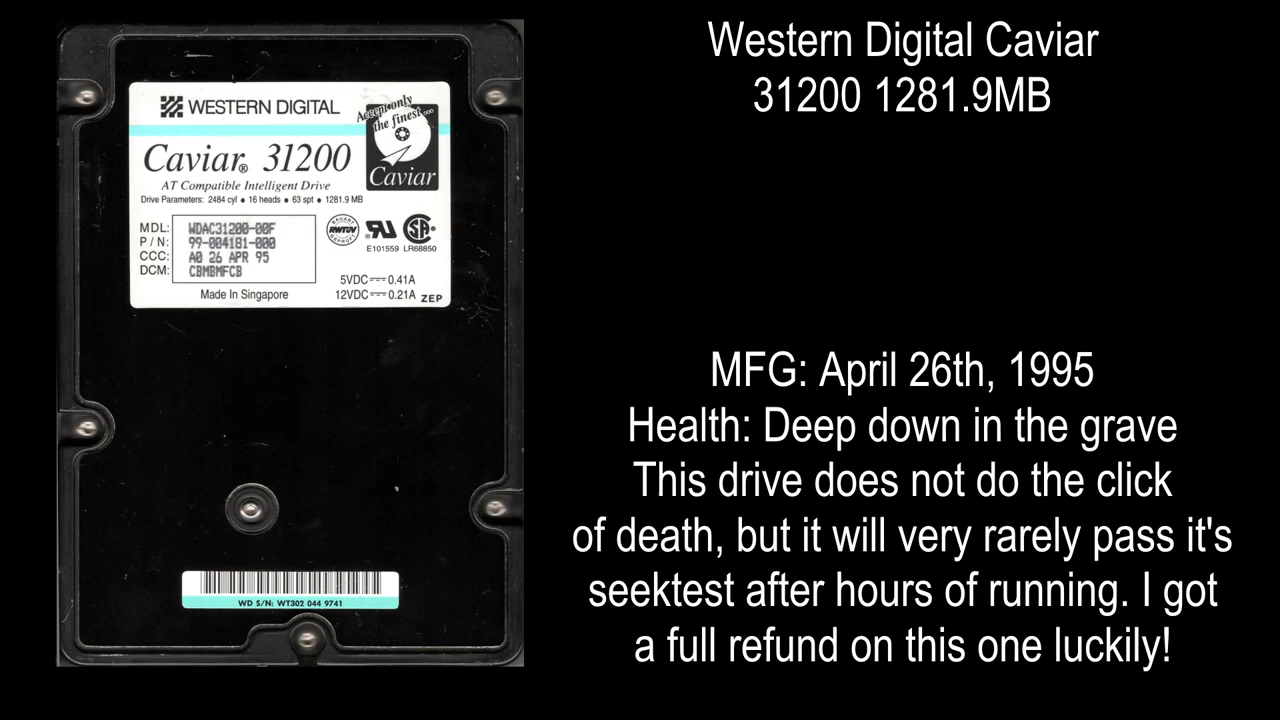 WESTERN DIGITAL
Accept only
the finest...
Caviar® 31200
Caviar
AT Compatible Intelligent Drive
Drive Parameters: 2484 cyl • 16 heads • 63 spt • 1281.9 MB
MDL: WDAC31200-00F
P/N: 99-004181-000
CCC: A0 26 APR 95
DCM: CBMBMFCB
BAUART
RWTÜV
GEPRÜFT
E101559 LR68850
5VDC 0.41A
12VDC 0.21A
Made In Singapore
ZEP
WD S/N: WT302 044 9741
Western Digital Caviar
31200 1281.9MB
MFG: April 26th, 1995
Health: Deep down in the grave
This drive does not do the click
of death, but it will very rarely pass it's
seektest after hours of running. I got
a full refund on this one luckily!